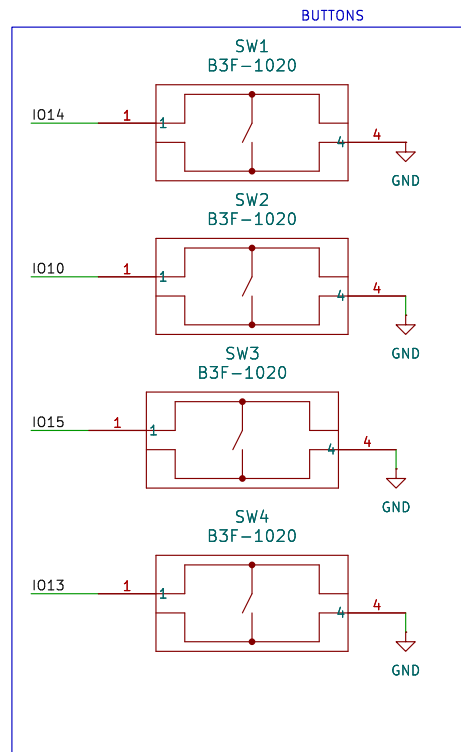 BUTTONS
SW1
B3F-1020
IO14 1 1 4 4
GND
SW2
B3F-1020
IO10 1 1 4 4
GND
SW3
B3F-1020
IO15 1 1 4 4
GND
SW4
B3F-1020
IO13 1 1 4 4
GND